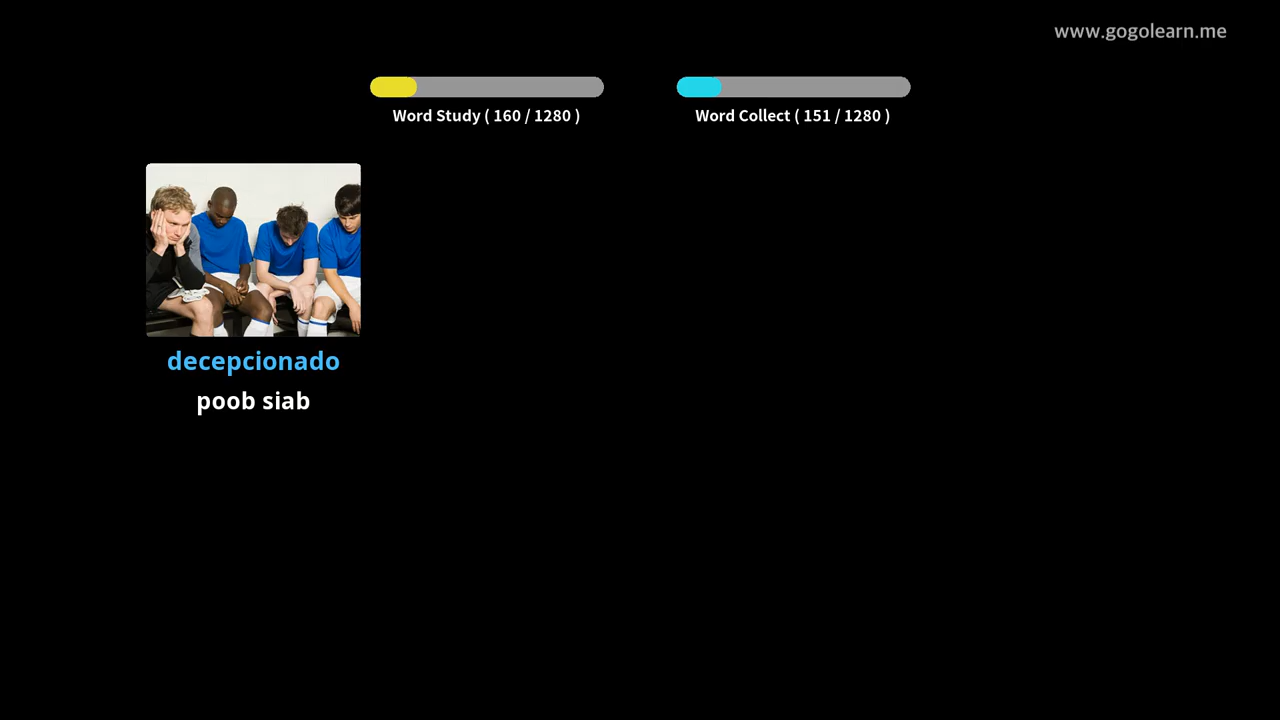 www.gogolearn.me
Word Study ( 160 / 1280 )
Word Collect ( 151 / 1280 )
decepcionado
poob siab